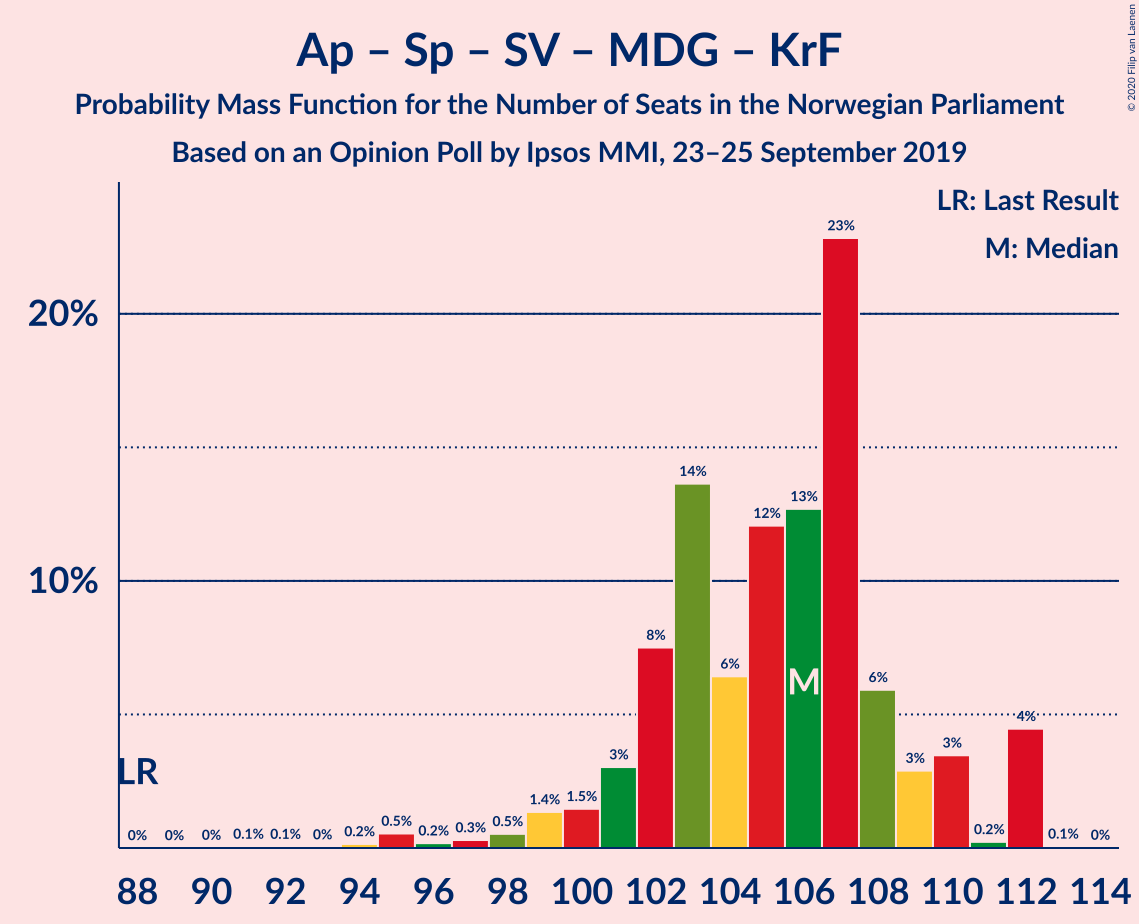 Ap – Sp – SV – MDG – KrF
Probability Mass Function for the Number of Seats in the Norwegian Parliament
Based on an Opinion Poll by Ipsos MMI, 23–25 September 2019
© 2020 Filip van Laenen
LR: Last Result
M: Median
23%
20%
14%
13%
12%
10%
8%
6%
6%
4%
3%
3%
3%
1.4%
1.5%
LR
M
0% 0% 0% 0.1% 0.1% 0% 0.2% 0.5% 0.2% 0.3% 0.5% 0.2% 0.1% 0%
88 90 92 94 96 98 100 102 104 106 108 110 112 114